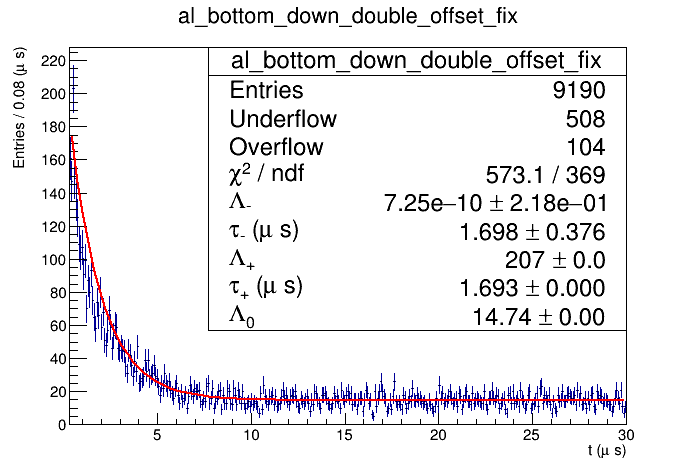 al_bottom_down_double_offset_fix
Entries / 0.08 (μ s)
al_bottom_down_double_offset_fix
Entries 9190
Underflow 508
Overflow 104
χ² / ndf 573.1 / 369
Λ₋ 7.25e−10 ± 2.18e−01
τ₋ (μ s) 1.698 ± 0.376
Λ₊ 207 ± 0.0
τ₊ (μ s) 1.693 ± 0.000
Λ₀ 14.74 ± 0.00
220
200
180
160
140
120
100
80
60
40
20
0
5 10 15 20 25 30
t (μ s)